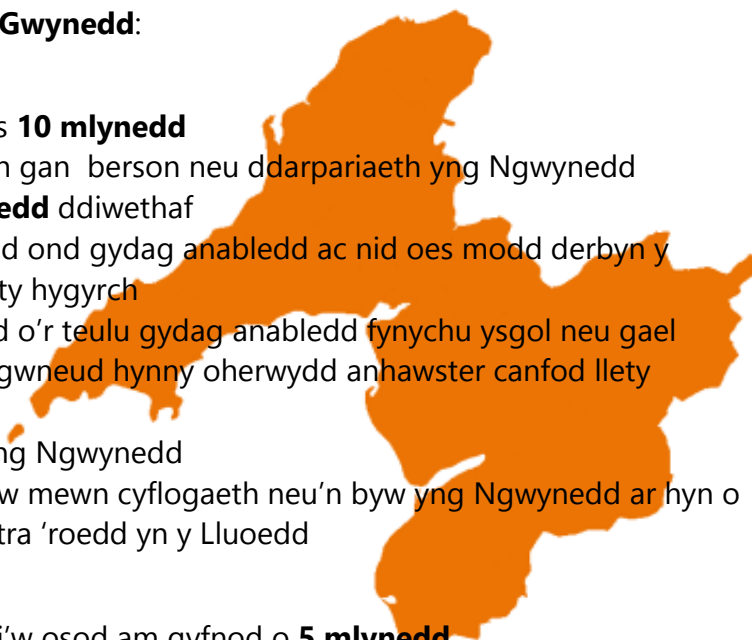 Gwynedd:
10 mlynedd
gan berson neu ddarpariaeth yng Ngwynedd
ddiwethaf
ond gydag anabledd ac nid oes modd derbyn y
ty hygyrch
o'r teulu gydag anabledd fynychu ysgol neu gael
gwneud hynny oherwydd anhawster canfod llety
Ngwynedd
mewn cyflogaeth neu'n byw yng Ngwynedd ar hyn o
tra 'roedd yn y Lluoedd
i'w osod am gyfnod o 5 mlynedd